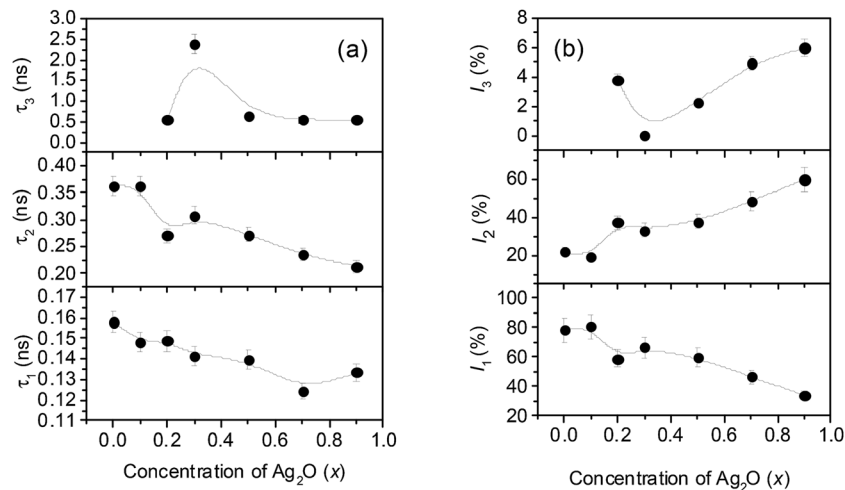 (a)
τ3 (ns)
3.0
2.5
2.0
1.5
1.0
0.5
0.0
τ2 (ns)
0.40
0.35
0.30
0.25
0.20
τ1 (ns)
0.17
0.16
0.15
0.14
0.13
0.12
0.11
0.0 0.2 0.4 0.6 0.8 1.0
Concentration of Ag2O (x)
(b)
I3 (%)
8
6
4
2
0
I2 (%)
60
40
20
I1 (%)
100
80
60
40
20
0.0 0.2 0.4 0.6 0.8 1.0
Concentration of Ag2O (x)